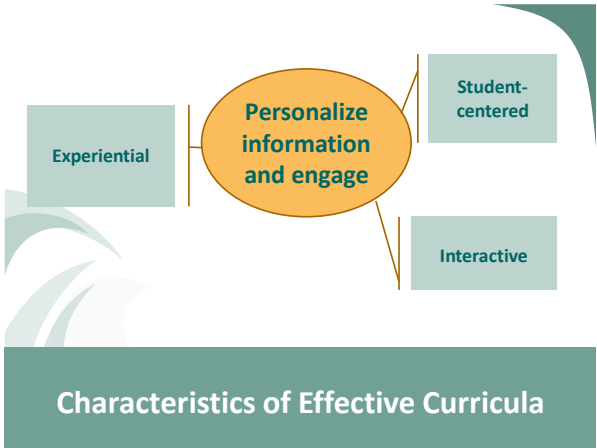 Personalize
information
and engage
Student-
centered
Experiential
Interactive
Characteristics of Effective Curricula